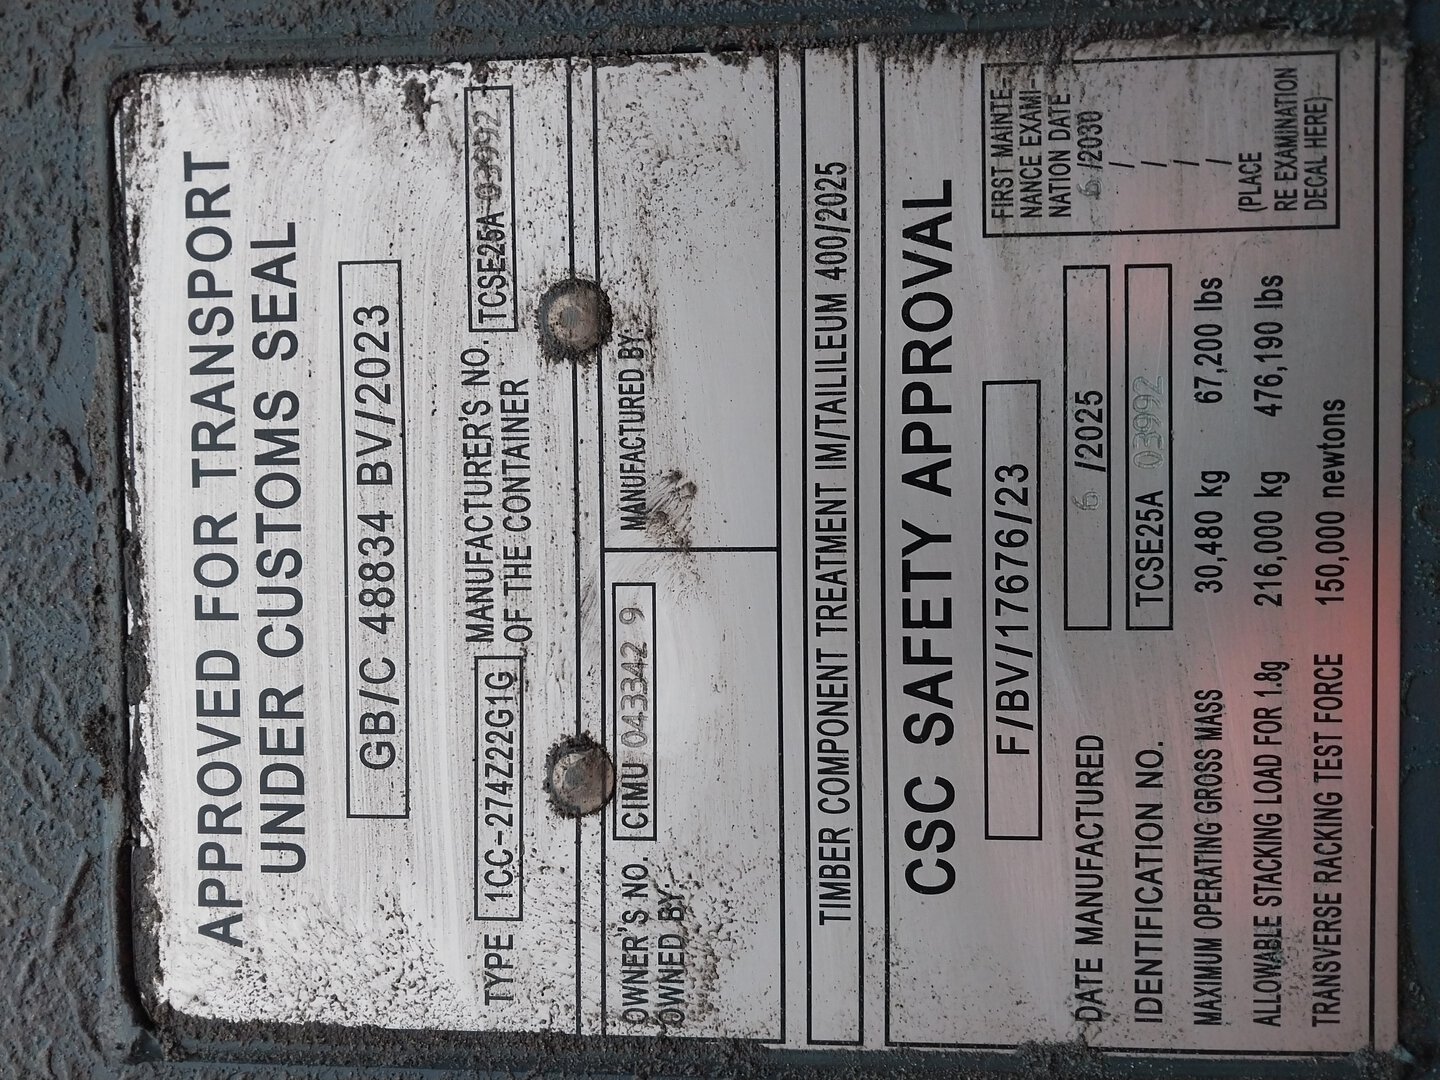 APPROVED FOR TRANSPORT
UNDER CUSTOMS SEAL
GB/C 48834 BV/2023
TYPE 1CC-274Z22G1G MANUFACTURER'S NO. TCSE25A 03992
OF THE CONTAINER
OWNER'S NO. CIMU 043342 9
OWNED BY:
MANUFACTURED BY:
TIMBER COMPONENT TREATMENT IM/TAILILEUM 400/2025
CSC SAFETY APPROVAL
F/BV/17676/23
DATE MANUFACTURED 6 /2025
IDENTIFICATION NO. TCSE25A 03992
MAXIMUM OPERATING GROSS MASS 30,480 kg 67,200 lbs
ALLOWABLE STACKING LOAD FOR 1.8g 216,000 kg 476,190 lbs
TRANSVERSE RACKING TEST FORCE 150,000 newtons
FIRST MAINTE-
NANCE EXAMI-
NATION DATE
6 /2030
/
/
/
/
(PLACE
RE EXAMINATION
DECAL HERE)